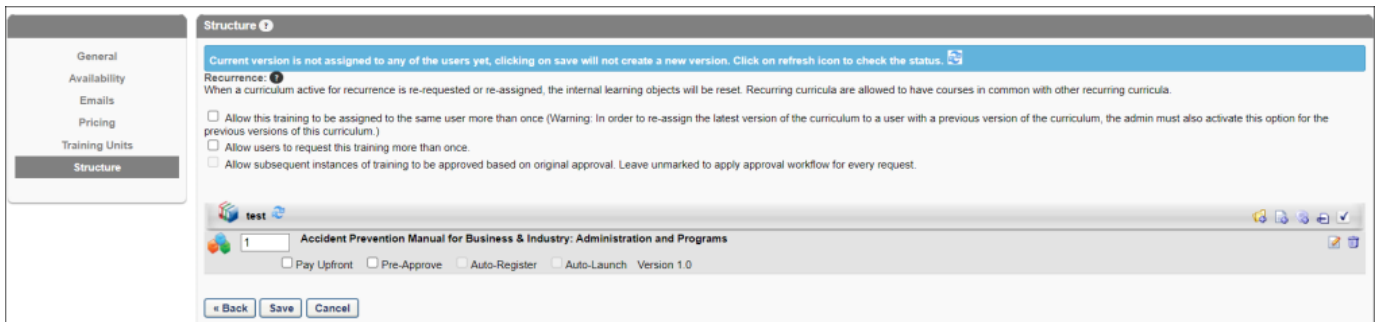 Structure ?
General
Availability
Emails
Pricing
Training Units
Structure
Current version is not assigned to any of the users yet, clicking on save will not create a new version. Click on refresh icon to check the status.
Recurrence: ?
When a curriculum active for recurrence is re-requested or re-assigned, the internal learning objects will be reset. Recurring curricula are allowed to have courses in common with other recurring curricula.
Allow this training to be assigned to the same user more than once (Warning: In order to re-assign the latest version of the curriculum to a user with a previous version of the curriculum, the admin must also activate this option for the
previous versions of this curriculum.)
Allow users to request this training more than once.
Allow subsequent instances of training to be approved based on original approval. Leave unmarked to apply approval workflow for every request.
test
1 Accident Prevention Manual for Business & Industry: Administration and Programs
Pay Upfront Pre-Approve Auto-Register Auto-Launch Version 1.0
« Back Save Cancel